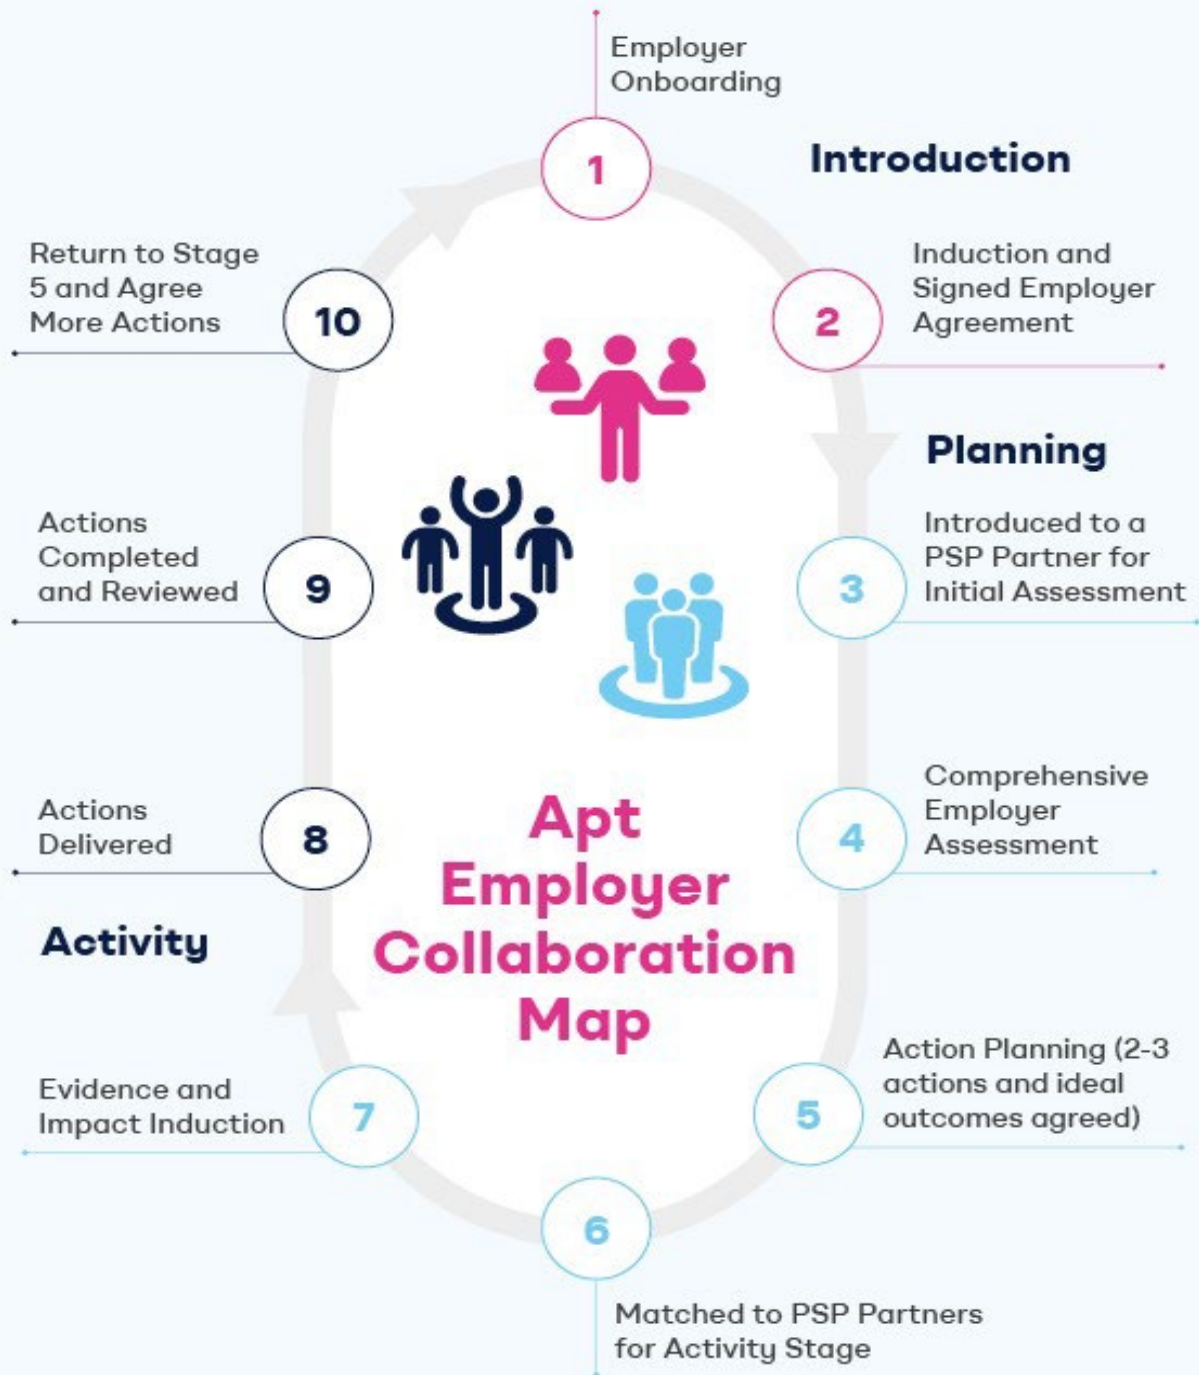 Employer
Onboarding
1
Introduction
Induction and
Signed Employer
Agreement
2
Planning
Introduced to a
PSP Partner for
Initial Assessment
3
Comprehensive
Employer
Assessment
4
Action Planning (2-3
actions and ideal
outcomes agreed)
5
6
Matched to PSP Partners
for Activity Stage
Evidence and
Impact Induction
7
Activity
Actions
Delivered
8
Actions
Completed
and Reviewed
9
Return to Stage
5 and Agree
More Actions
10
Apt
Employer
Collaboration
Map